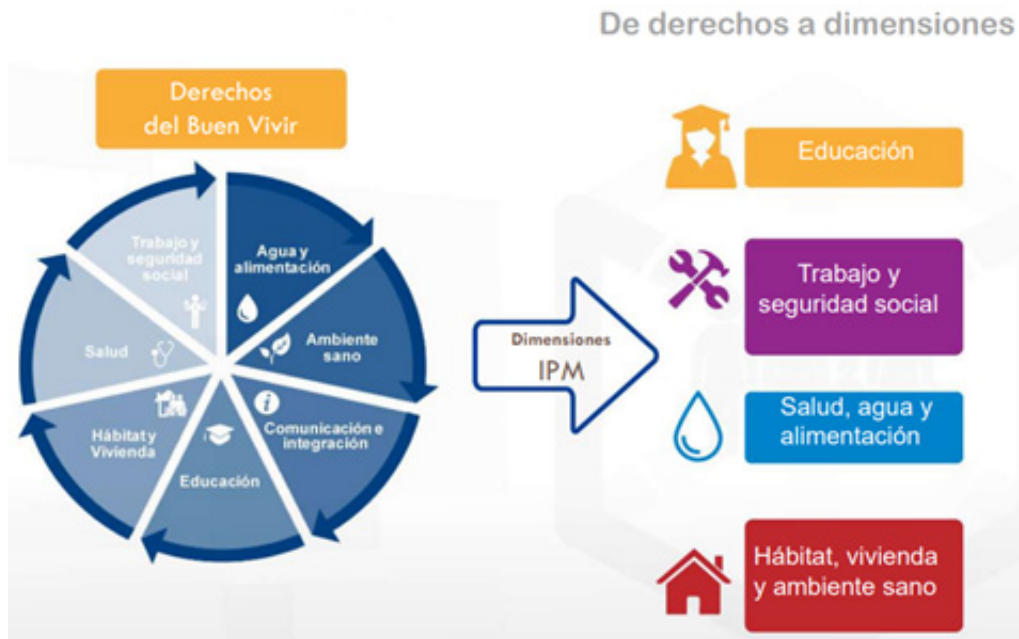 De derechos a dimensiones
Derechos
del Buen Vivir
Trabajo y
seguridad
social
Agua y
alimentación
Ambiente
sano
Comunicación e
integración
Educación
Hábitat y
Vivienda
Salud
Dimensiones
IPM
Educación
Trabajo y
seguridad social
Salud, agua y
alimentación
Hábitat, vivienda
y ambiente sano